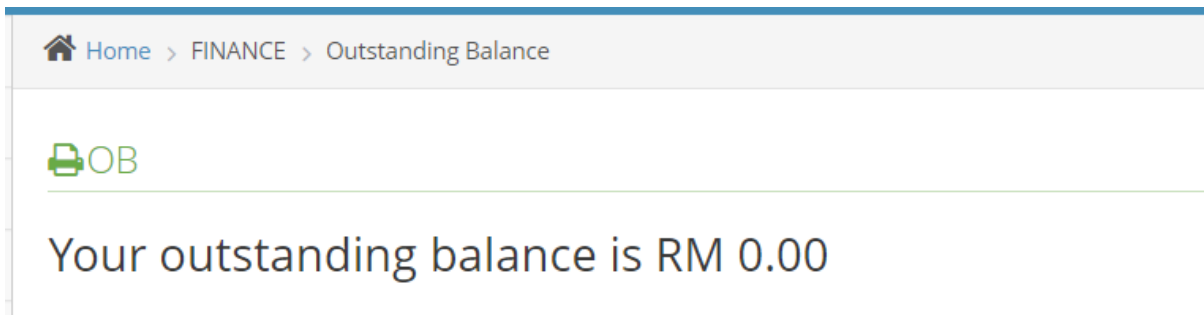 Home > FINANCE > Outstanding Balance
OB
Your outstanding balance is RM 0.00